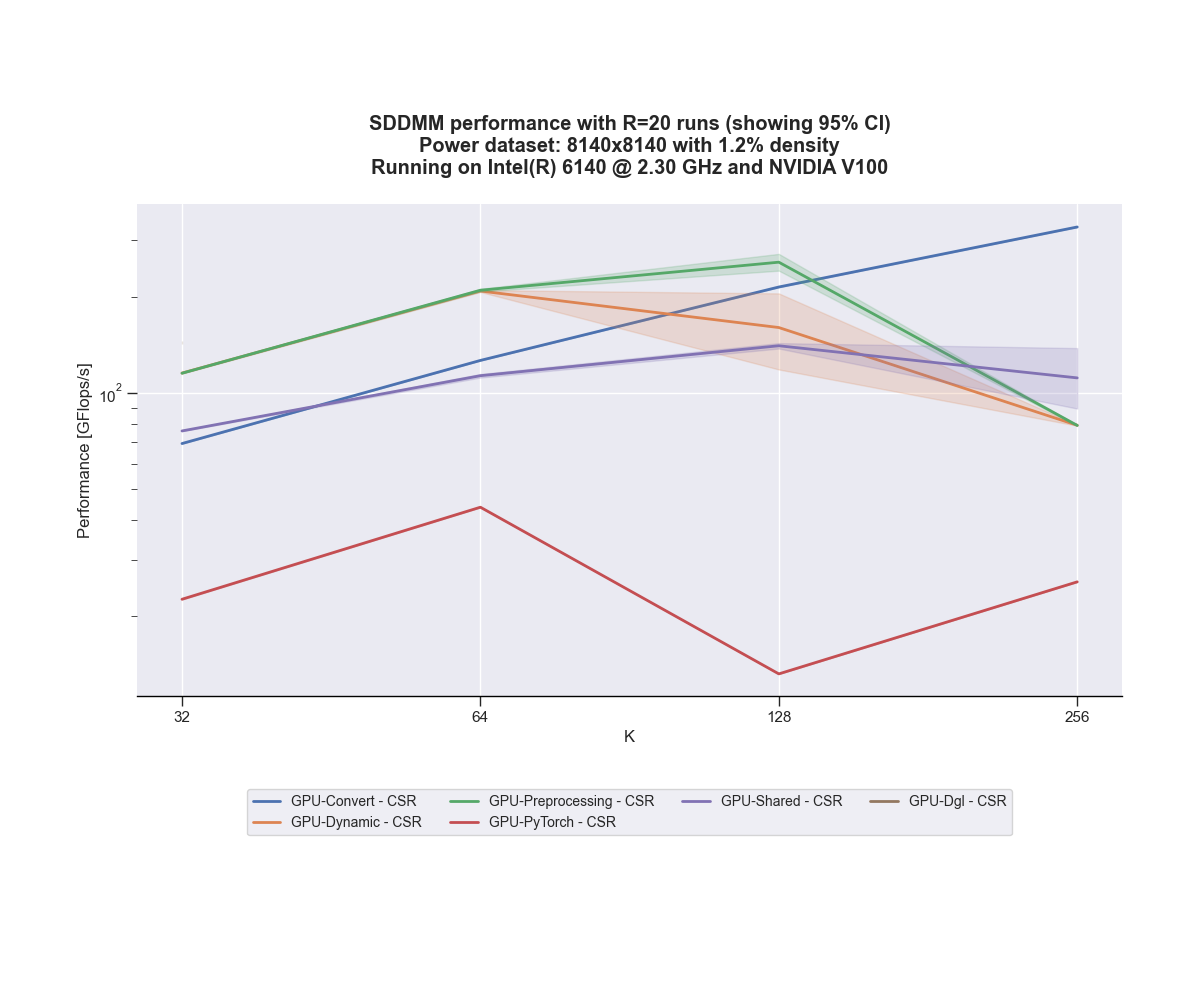 SDDMM performance with R=20 runs (showing 95% CI)
Power dataset: 8140x8140 with 1.2% density
Running on Intel(R) 6140 @ 2.30 GHz and NVIDIA V100
Performance [GFlops/s]
10²
32 64 128 256
K
GPU-Convert - CSR GPU-Preprocessing - CSR GPU-Shared - CSR GPU-Dgl - CSR
GPU-Dynamic - CSR GPU-PyTorch - CSR